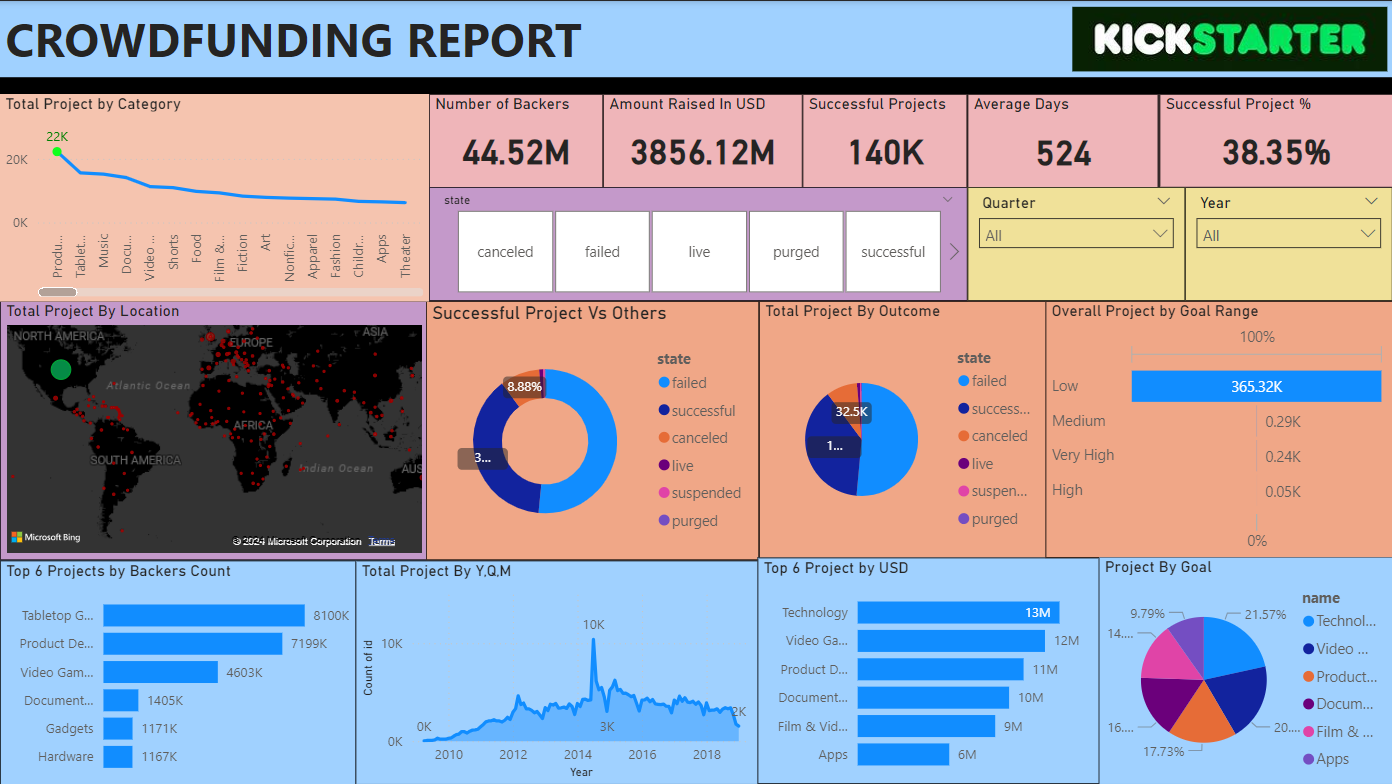 CROWDFUNDING REPORT
KICKSTARTER
Total Project by Category
22K
20K
0K
Produ...
Tablet...
Music
Docu...
Video ...
Shorts
Food
Film &...
Fiction
Art
Nonfic...
Apparel
Fashion
Childr...
Apps
Theater
Number of Backers
44.52M
Amount Raised In USD
3856.12M
Successful Projects
140K
Average Days
524
Successful Project %
38.35%
state
canceled
failed
live
purged
successful
Quarter
All
Year
All
Total Project By Location
NORTH AMERICA
EUROPE
ASIA
Atlantic Ocean
AFRICA
SOUTH AMERICA
Indian Ocean
AUS
Microsoft Bing
© 2024 Microsoft Corporation Terms
Successful Project Vs Others
8.88%
3...
state
failed
successful
canceled
live
suspended
purged
Total Project By Outcome
32.5K
1...
state
failed
success...
canceled
live
suspen...
purged
Overall Project by Goal Range
100%
Low 365.32K
Medium 0.29K
Very High 0.24K
High 0.05K
0%
Top 6 Projects by Backers Count
Tabletop G... 8100K
Product De... 7199K
Video Gam... 4603K
Document... 1405K
Gadgets 1171K
Hardware 1167K
Total Project By Y,Q,M
Count of id
10K
10K
0K
0K
3K
2K
2010 2012 2014 2016 2018
Year
Top 6 Project by USD
Technology 13M
Video Ga... 12M
Product D... 11M
Document... 10M
Film & Vid... 9M
Apps 6M
Project By Goal
9.79%
21.57%
14....
20....
16....
17.73%
name
Technol...
Video ...
Product...
Docum...
Film & ...
Apps